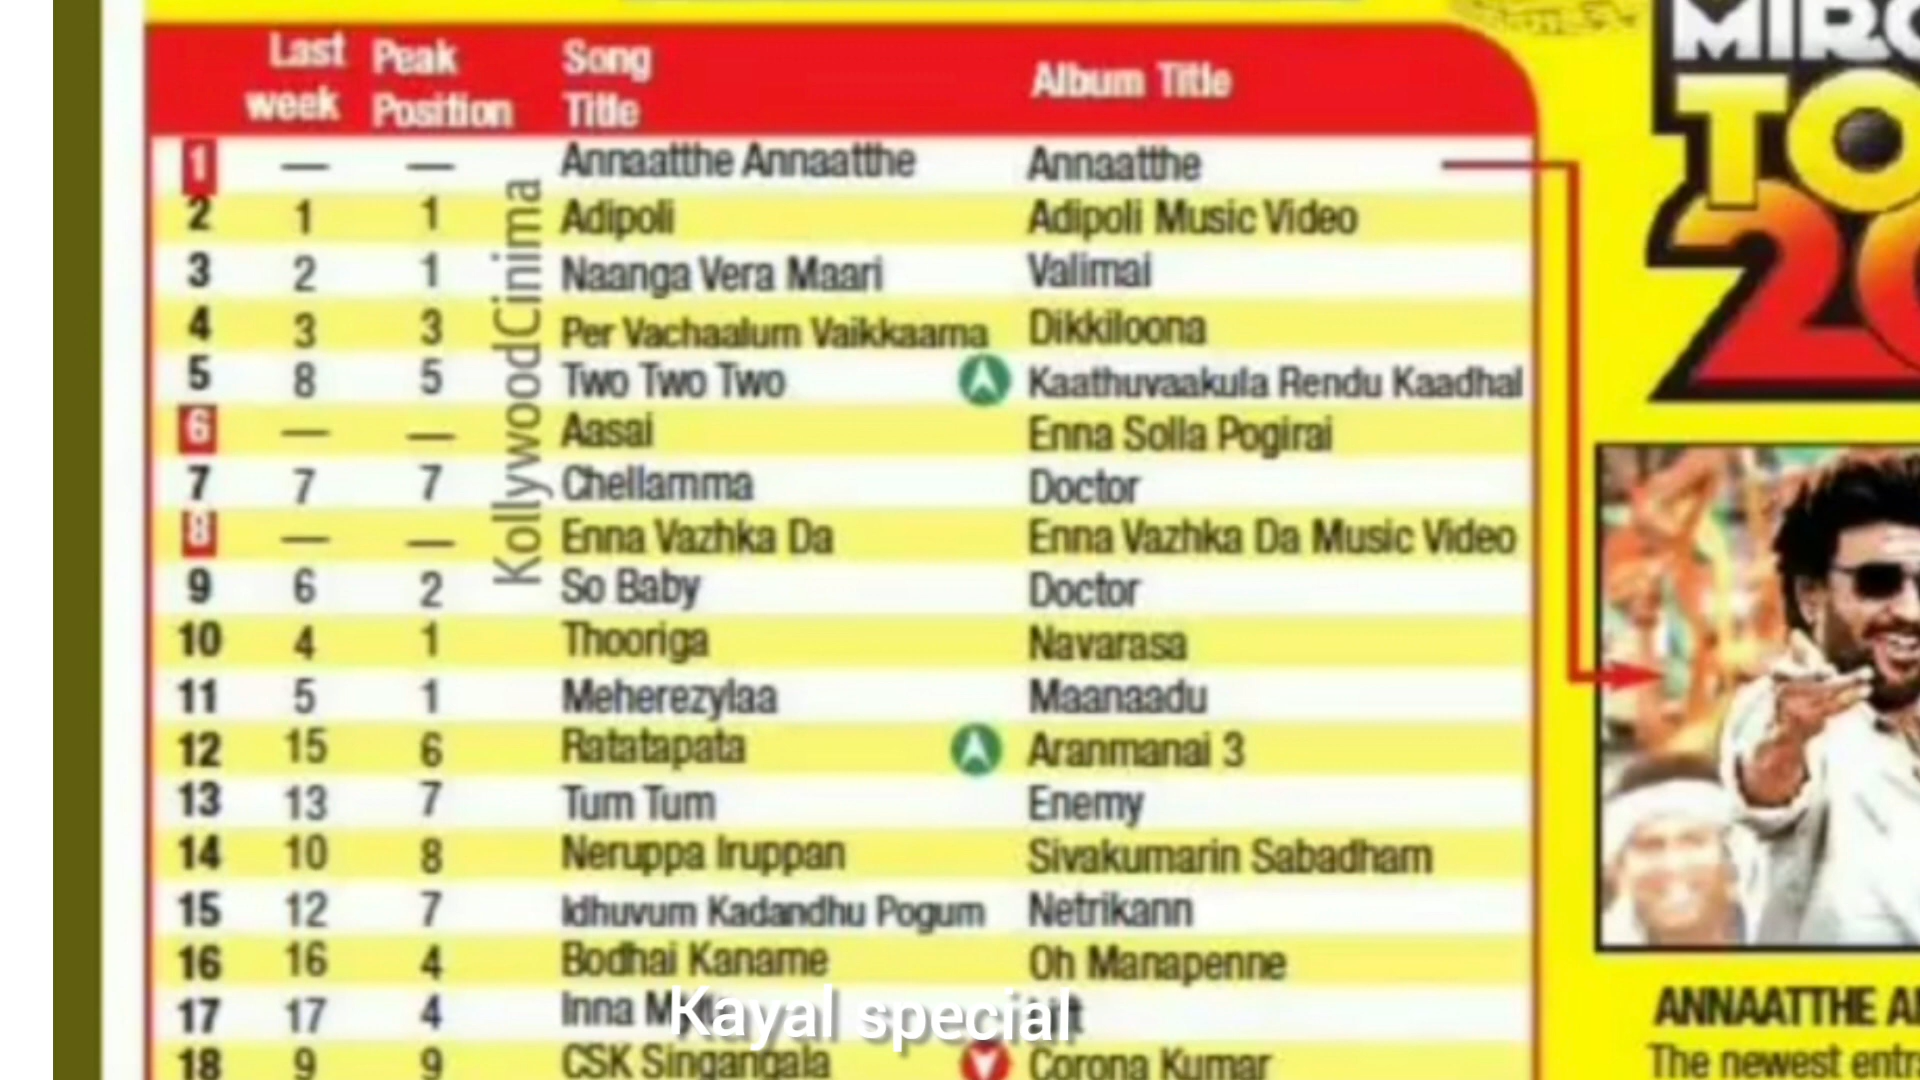 Last week Peak Position Song Title Album Title
1 — — Annaatthe Annaatthe Annaatthe
2 1 1 Adipoli Adipoli Music Video
3 2 1 Naanga Vera Maari Valimai
4 3 3 Per Vachaalum Vaikkaama Dikkiloona
5 8 5 Two Two Two Kaathuvaakula Rendu Kaadhal
6 — — Aasai Enna Solla Pogirai
7 7 7 Chellamma Doctor
8 — — Enna Vazhka Da Enna Vazhka Da Music Video
9 6 2 So Baby Doctor
10 4 1 Thooriga Navarasa
11 5 1 Meherezylaa Maanaadu
12 15 6 Ratatapata Aranmanai 3
13 13 7 Tum Tum Enemy
14 10 8 Neruppa Iruppan Sivakumarin Sabadham
15 12 7 Idhuvum Kadandhu Pogum Netrikann
16 16 4 Bodhai Kaname Oh Manapenne
17 17 4 Inna
18 9 9 CSK Singangala Corona Kumar
KollywoodCinima
Kayal special
20
ANNAATTHE
The newest